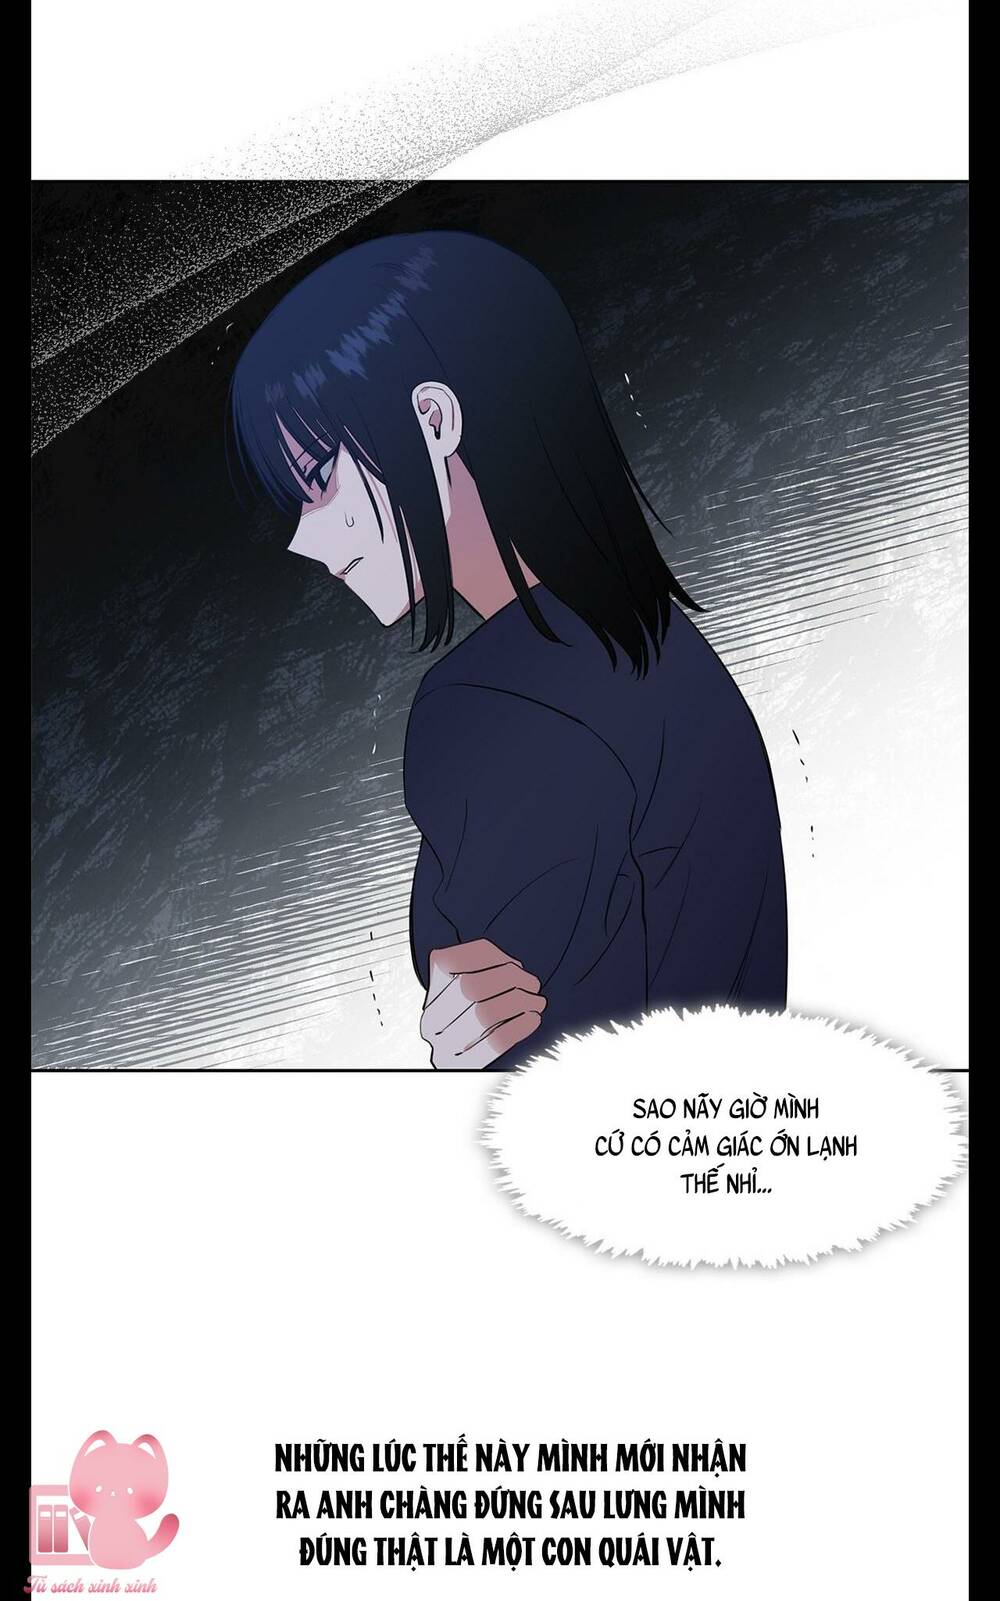 SAO NÃY GIỜ MÌNH
CỨ CÓ CẢM GIÁC ỚN LẠNH
THẾ NHỈ...
NHỮNG LÚC THẾ NÀY MÌNH MỚI NHẬN
RA ANH CHÀNG ĐỨNG SAU LƯNG MÌNH
ĐÚNG THẬT LÀ MỘT CON QUÁI VẬT.
Tủ sách xinh xinh